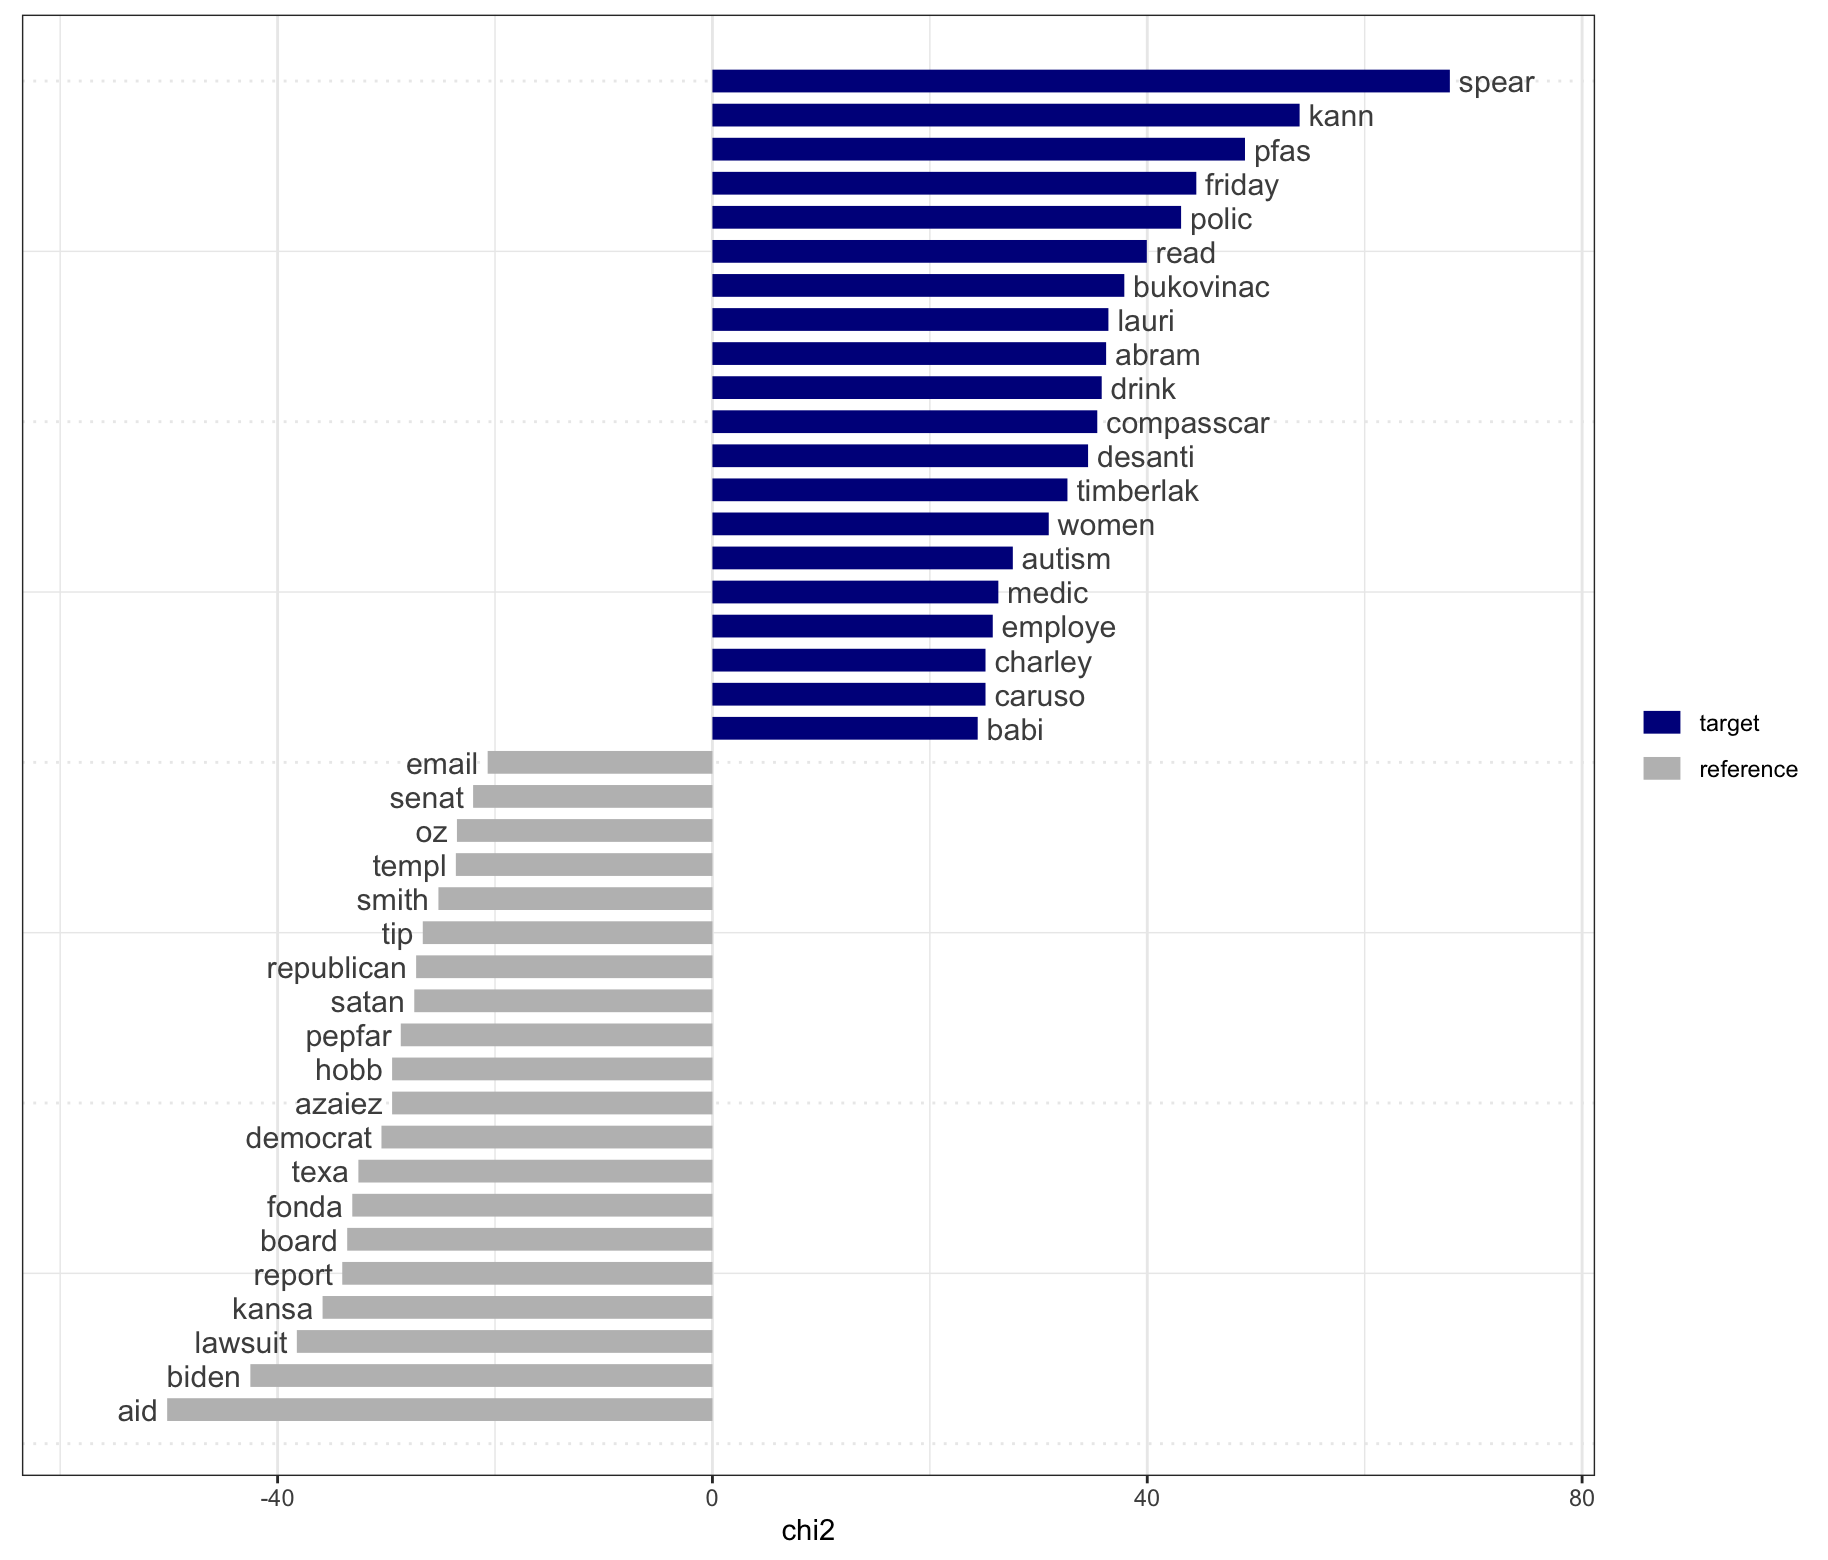 spear
kann
pfas
friday
polic
read
bukovinac
lauri
abram
drink
compasscar
desanti
timberlak
women
autism
medic
employe
charley
caruso
babi
email
senat
oz
templ
smith
tip
republican
satan
pepfar
hobb
azaiez
democrat
texa
fonda
board
report
kansa
lawsuit
biden
aid
-40 0 40 80
chi2
target
reference